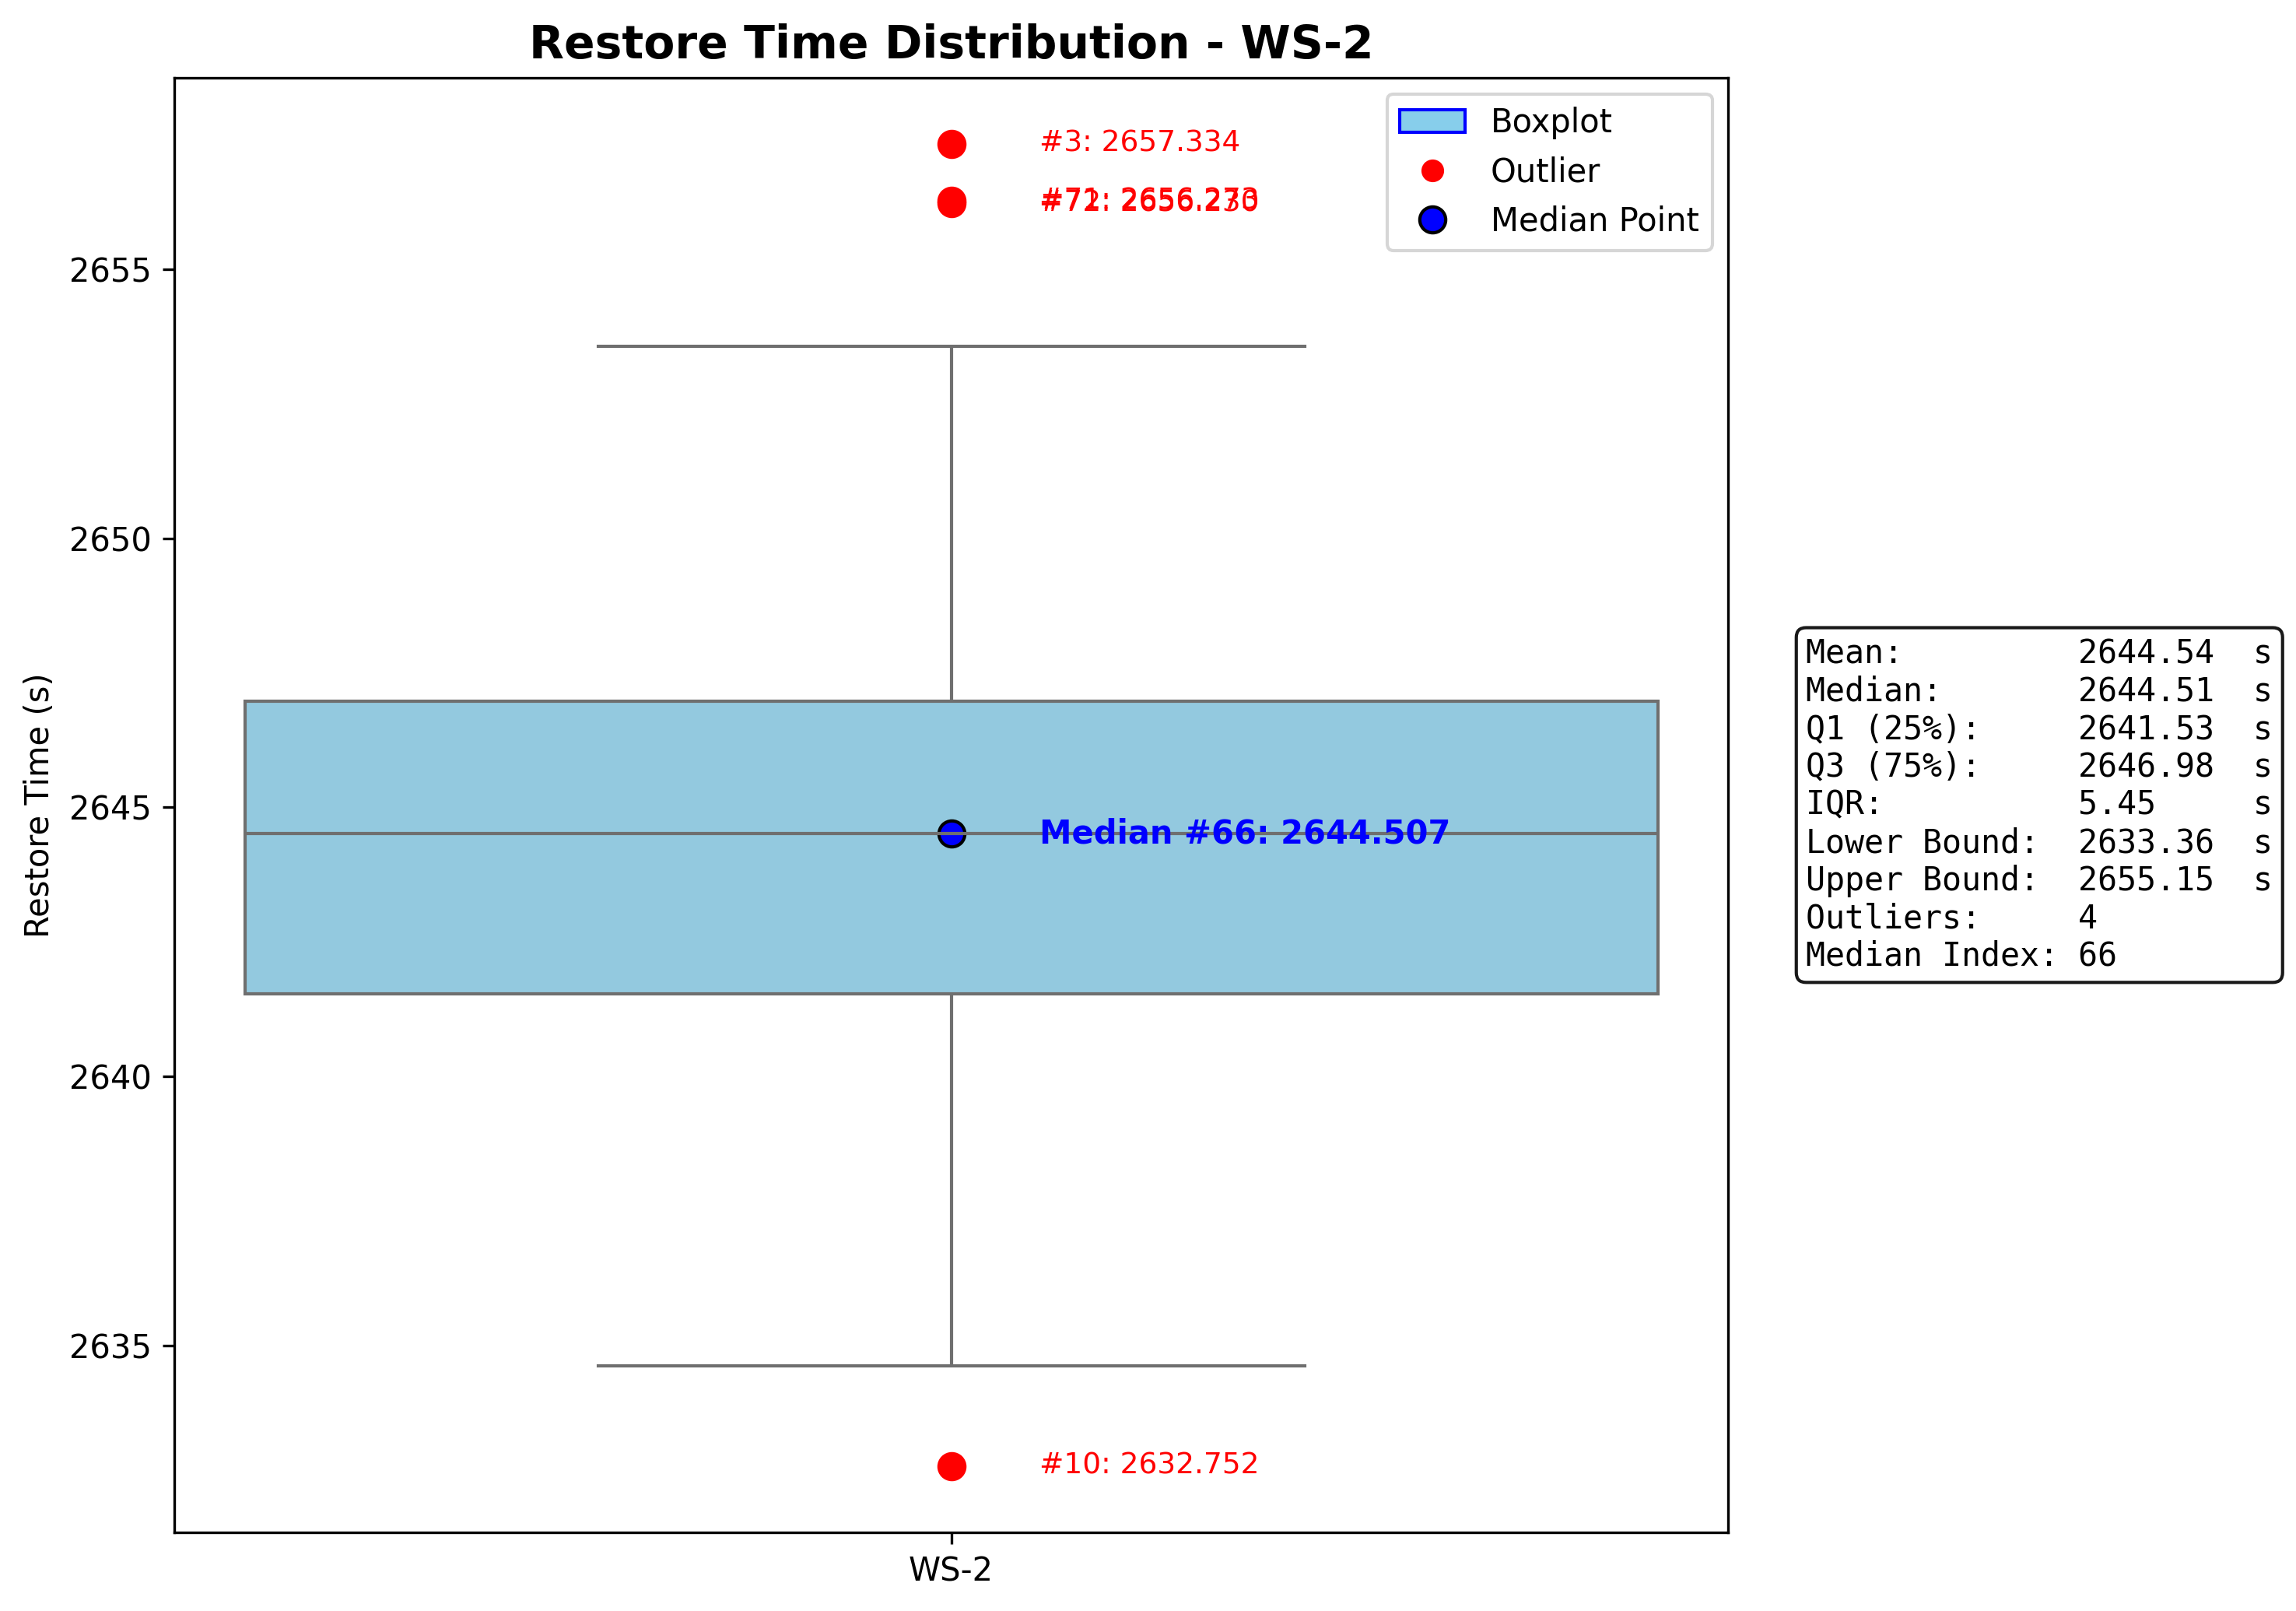 Restore Time Distribution - WS-2
Boxplot
Outlier
Median Point
#3: 2657.334
2655
2650
2645
2640
2635
Restore Time (s)
Median #66: 2644.507
#10: 2632.752
WS-2
Mean: 2644.54 s
Median: 2644.51 s
Q1 (25%): 2641.53 s
Q3 (75%): 2646.98 s
IQR: 5.45 s
Lower Bound: 2633.36 s
Upper Bound: 2655.15 s
Outliers: 4
Median Index: 66